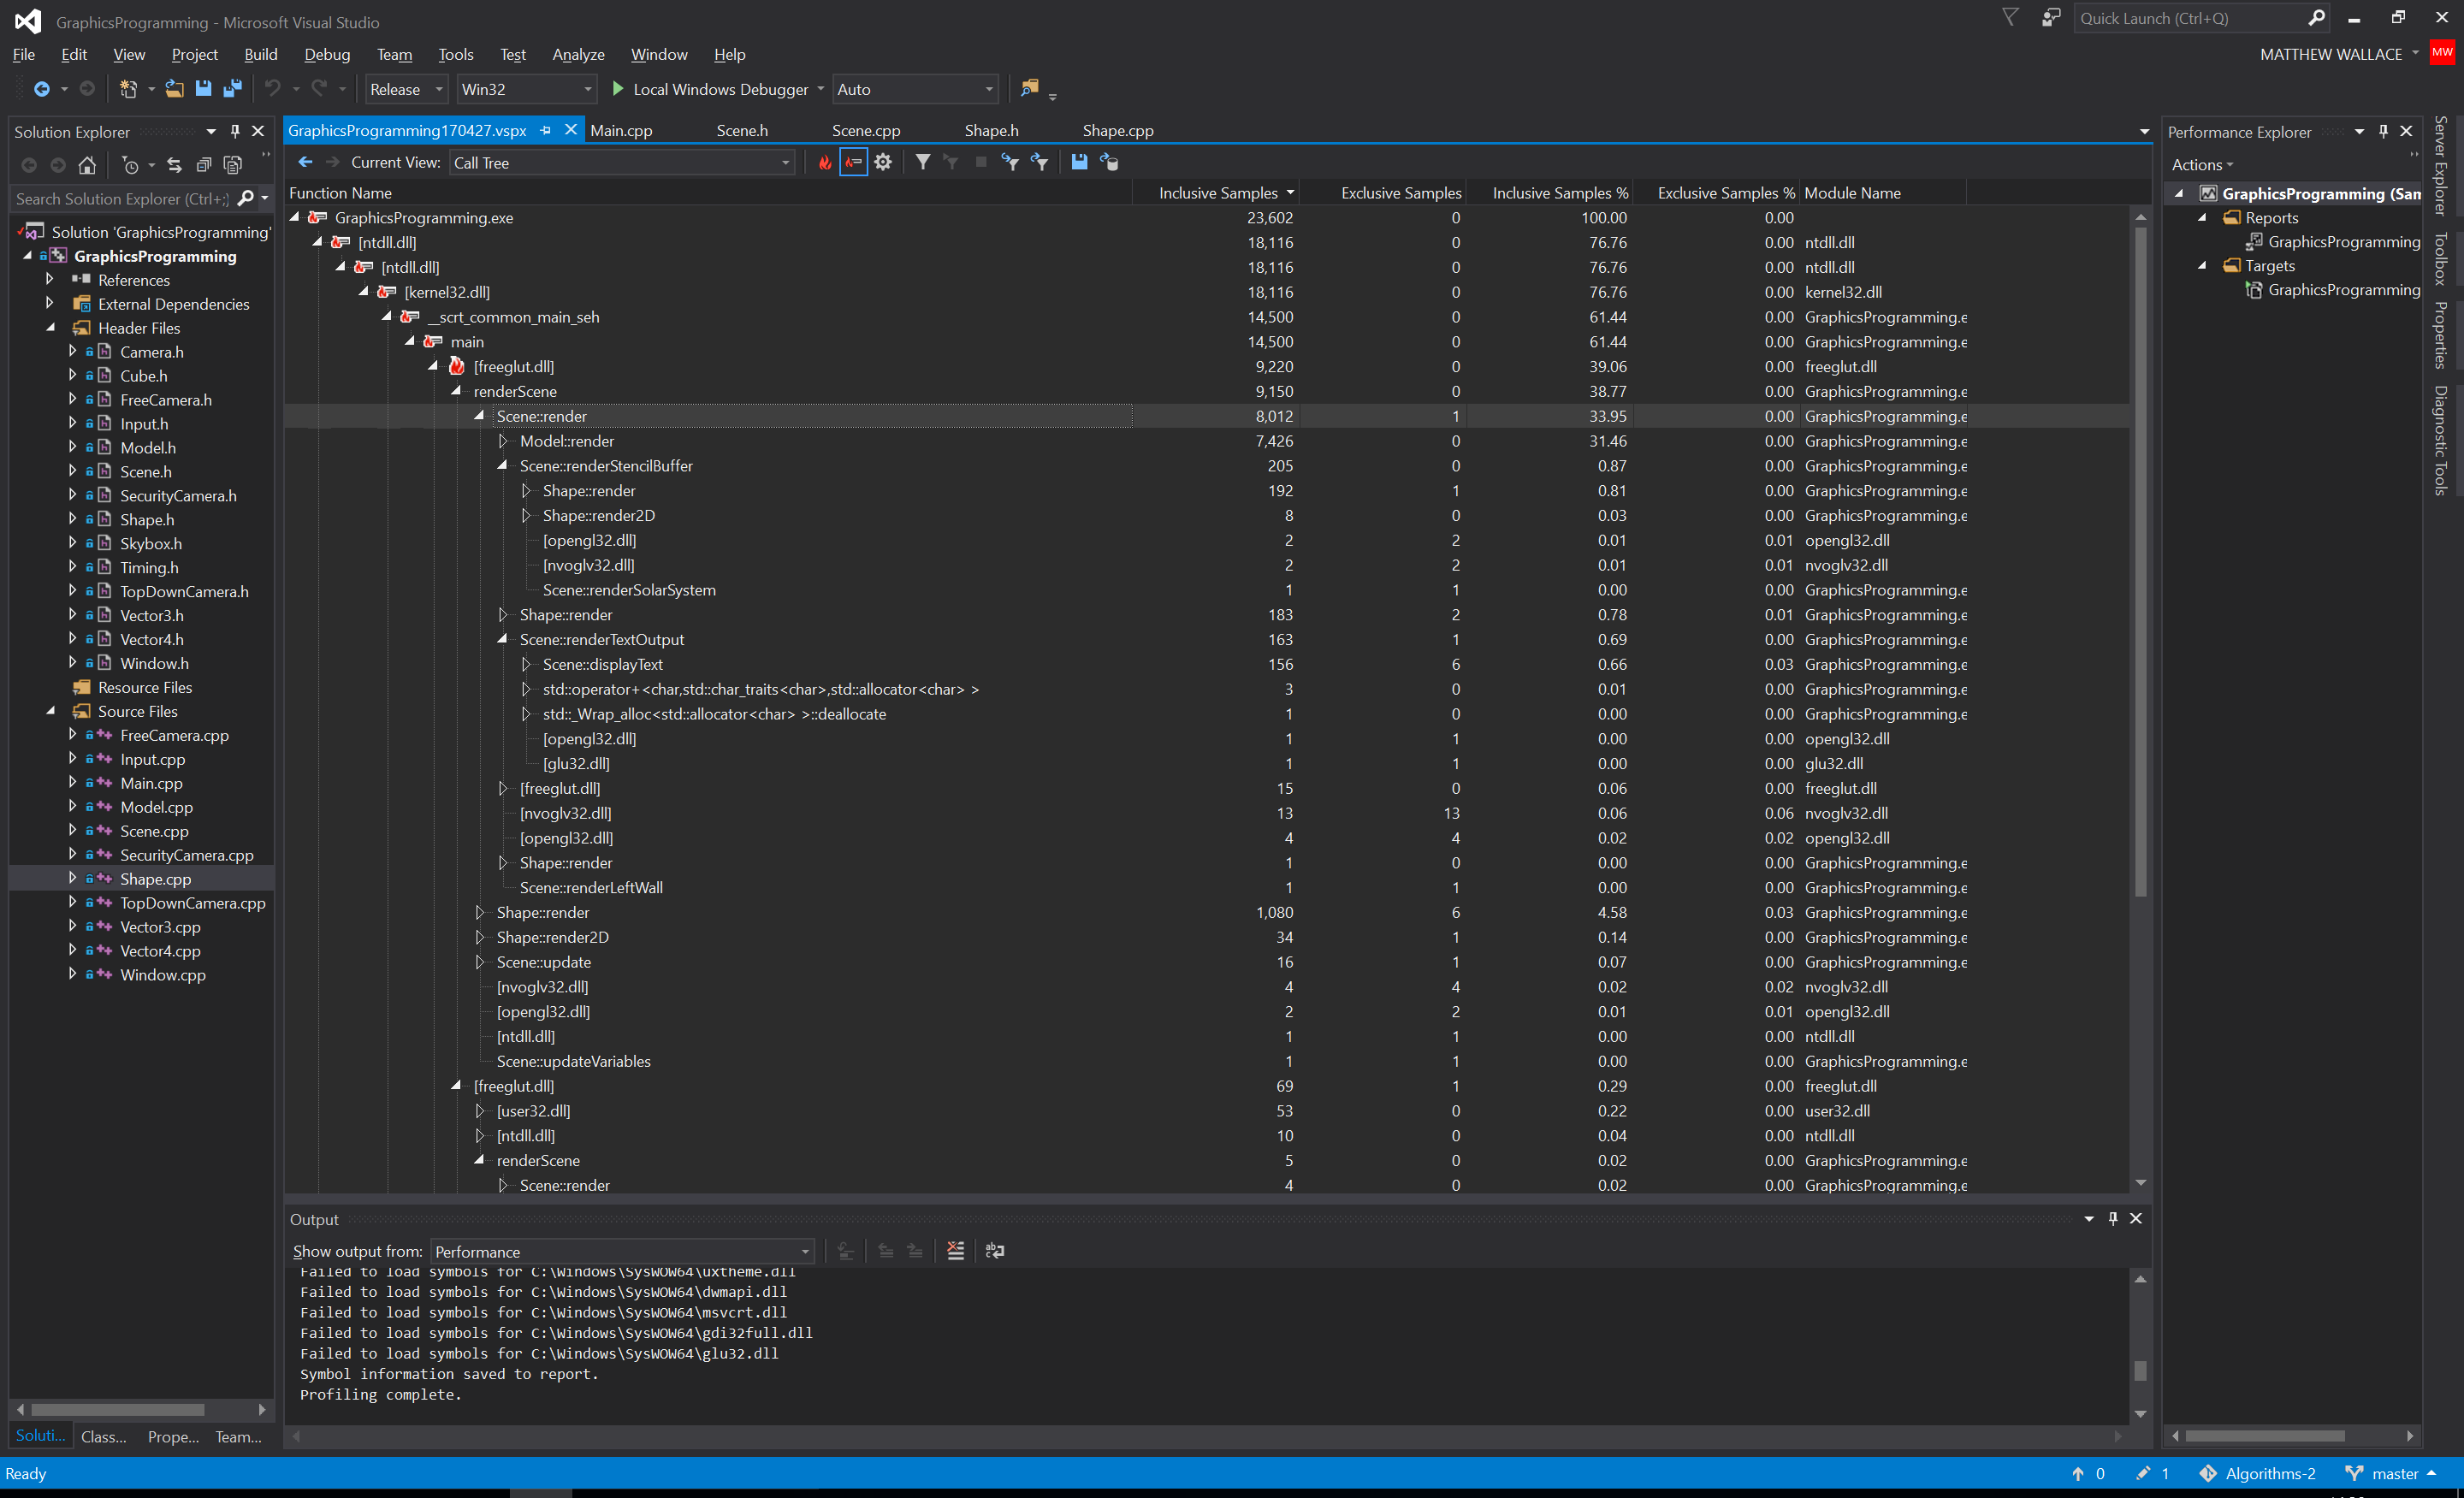 GraphicsProgramming - Microsoft Visual Studio
Quick Launch (Ctrl+Q)
File Edit View Project Build Debug Team Tools Test Analyze Window Help
MATTHEW WALLACE MW
Release Win32 Local Windows Debugger Auto
Solution Explorer
Search Solution Explorer (Ctrl+;)
Solution 'GraphicsProgramming'
GraphicsProgramming
References
External Dependencies
Header Files
Camera.h
Cube.h
FreeCamera.h
Input.h
Model.h
Scene.h
SecurityCamera.h
Shape.h
Skybox.h
Timing.h
TopDownCamera.h
Vector3.h
Vector4.h
Window.h
Resource Files
Source Files
FreeCamera.cpp
Input.cpp
Main.cpp
Model.cpp
Scene.cpp
SecurityCamera.cpp
Shape.cpp
TopDownCamera.cpp
Vector3.cpp
Vector4.cpp
Window.cpp
Soluti... Class... Prope... Team...
GraphicsProgramming170427.vspx Main.cpp Scene.h Scene.cpp Shape.h Shape.cpp
Current View: Call Tree
Function Name Inclusive Samples Exclusive Samples Inclusive Samples % Exclusive Samples % Module Name
GraphicsProgramming.exe 23,602 0 100.00 0.00
[ntdll.dll] 18,116 0 76.76 0.00 ntdll.dll
[ntdll.dll] 18,116 0 76.76 0.00 ntdll.dll
[kernel32.dll] 18,116 0 76.76 0.00 kernel32.dll
__scrt_common_main_seh 14,500 0 61.44 0.00 GraphicsProgramming.e
main 14,500 0 61.44 0.00 GraphicsProgramming.e
[freeglut.dll] 9,220 0 39.06 0.00 freeglut.dll
renderScene 9,150 0 38.77 0.00 GraphicsProgramming.e
Scene::render 8,012 1 33.95 0.00 GraphicsProgramming.e
Model::render 7,426 0 31.46 0.00 GraphicsProgramming.e
Scene::renderStencilBuffer 205 0 0.87 0.00 GraphicsProgramming.e
Shape::render 192 1 0.81 0.00 GraphicsProgramming.e
Shape::render2D 8 0 0.03 0.00 GraphicsProgramming.e
[opengl32.dll] 2 2 0.01 0.01 opengl32.dll
[nvoglv32.dll] 2 2 0.01 0.01 nvoglv32.dll
Scene::renderSolarSystem 1 1 0.00 0.00 GraphicsProgramming.e
Shape::render 183 2 0.78 0.01 GraphicsProgramming.e
Scene::renderTextOutput 163 1 0.69 0.00 GraphicsProgramming.e
Scene::displayText 156 6 0.66 0.03 GraphicsProgramming.e
std::operator+<char,std::char_traits<char>,std::allocator<char> > 3 0 0.01 0.00 GraphicsProgramming.e
std::_Wrap_alloc<std::allocator<char> >::deallocate 1 0 0.00 0.00 GraphicsProgramming.e
[opengl32.dll] 1 1 0.00 0.00 opengl32.dll
[glu32.dll] 1 1 0.00 0.00 glu32.dll
[freeglut.dll] 15 0 0.06 0.00 freeglut.dll
[nvoglv32.dll] 13 13 0.06 0.06 nvoglv32.dll
[opengl32.dll] 4 4 0.02 0.02 opengl32.dll
Shape::render 1 0 0.00 0.00 GraphicsProgramming.e
Scene::renderLeftWall 1 1 0.00 0.00 GraphicsProgramming.e
Shape::render 1,080 6 4.58 0.03 GraphicsProgramming.e
Shape::render2D 34 1 0.14 0.00 GraphicsProgramming.e
Scene::update 16 1 0.07 0.00 GraphicsProgramming.e
[nvoglv32.dll] 4 4 0.02 0.02 nvoglv32.dll
[opengl32.dll] 2 2 0.01 0.01 opengl32.dll
[ntdll.dll] 1 1 0.00 0.00 ntdll.dll
Scene::updateVariables 1 1 0.00 0.00 GraphicsProgramming.e
[freeglut.dll] 69 1 0.29 0.00 freeglut.dll
[user32.dll] 53 0 0.22 0.00 user32.dll
[ntdll.dll] 10 0 0.04 0.00 ntdll.dll
renderScene 5 0 0.02 0.00 GraphicsProgramming.e
Scene::render 4 0 0.02 0.00 GraphicsProgramming.e
Output
Show output from: Performance
Failed to load symbols for C:\Windows\SysWOW64\uxtheme.dll
Failed to load symbols for C:\Windows\SysWOW64\dwmapi.dll
Failed to load symbols for C:\Windows\SysWOW64\msvcrt.dll
Failed to load symbols for C:\Windows\SysWOW64\gdi32full.dll
Failed to load symbols for C:\Windows\SysWOW64\glu32.dll
Symbol information saved to report.
Profiling complete.
Performance Explorer
Actions
GraphicsProgramming (Sam
Reports
GraphicsProgramming
Targets
GraphicsProgramming
Server Explorer
Toolbox
Properties
Diagnostic Tools
Ready 0 1 Algorithms-2 master